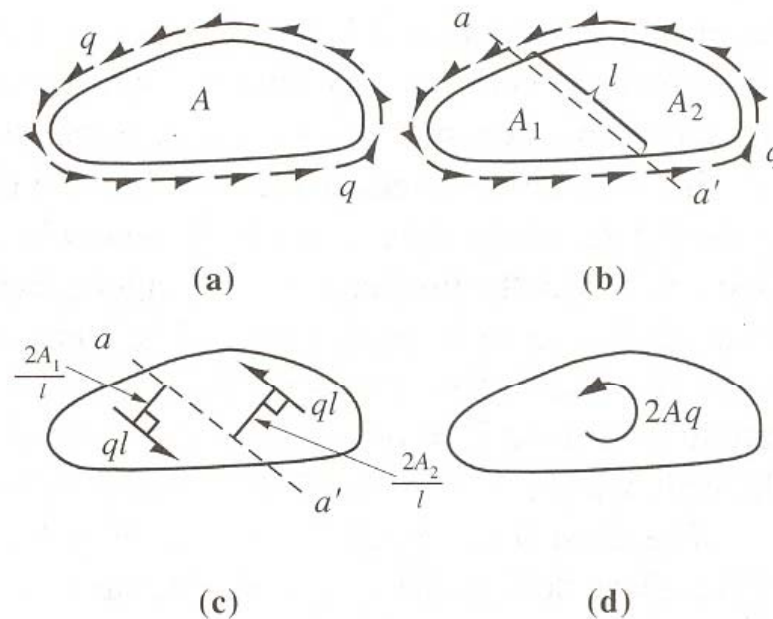 q
A
q
(a)
a
l
A₁
A₂
a'
q
(b)
a
2A₁/l
ql
ql
2A₂/l
a'
(c)
2Aq
(d)